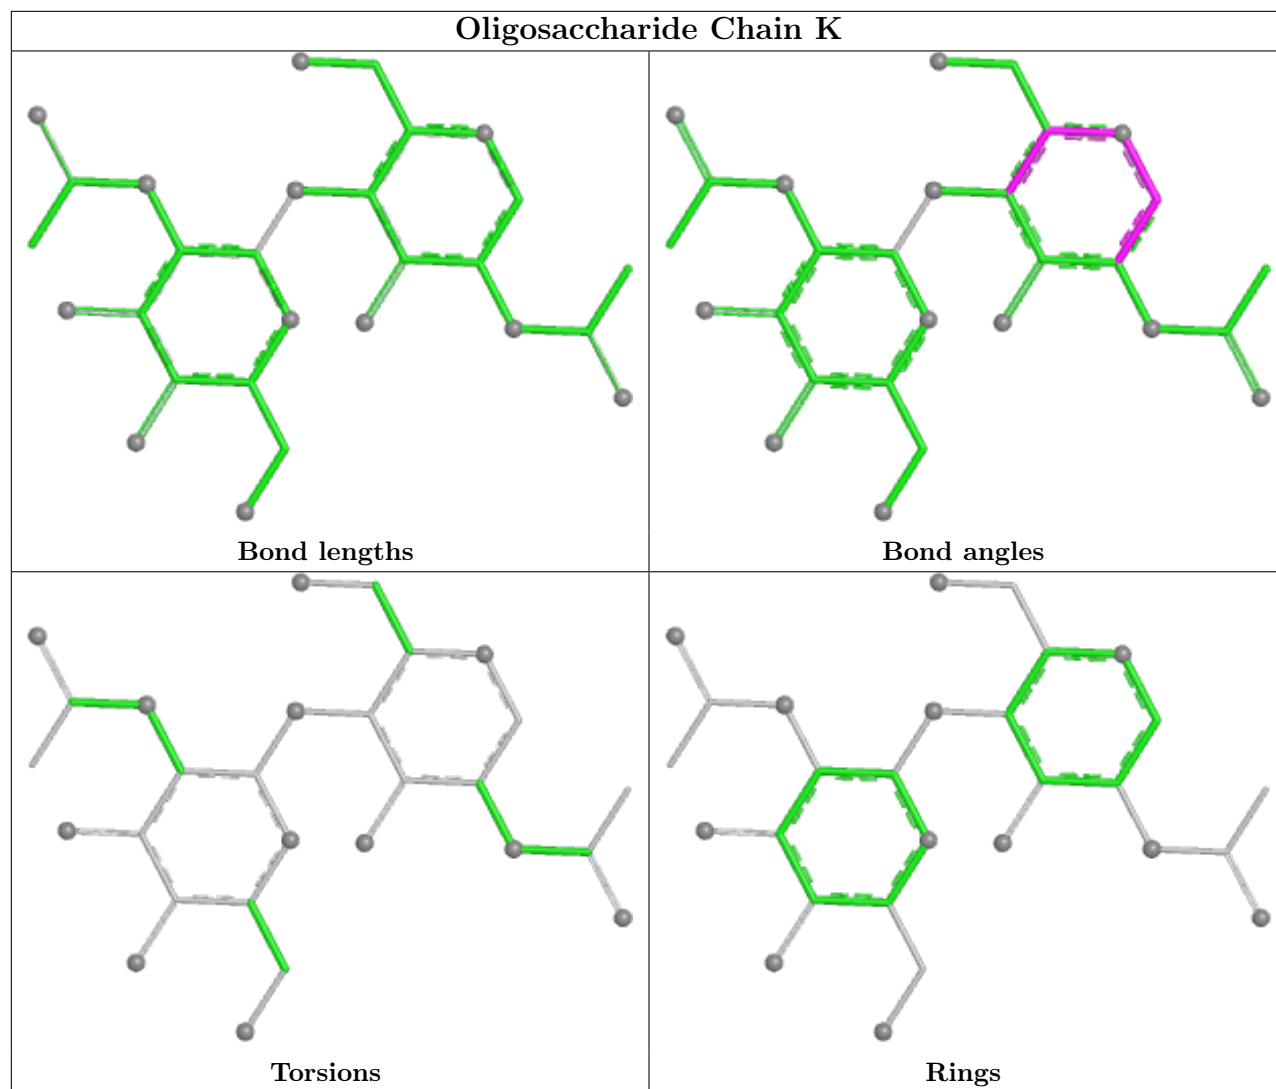 Oligosaccharide Chain K
Bond lengths
Bond angles
Torsions
Rings